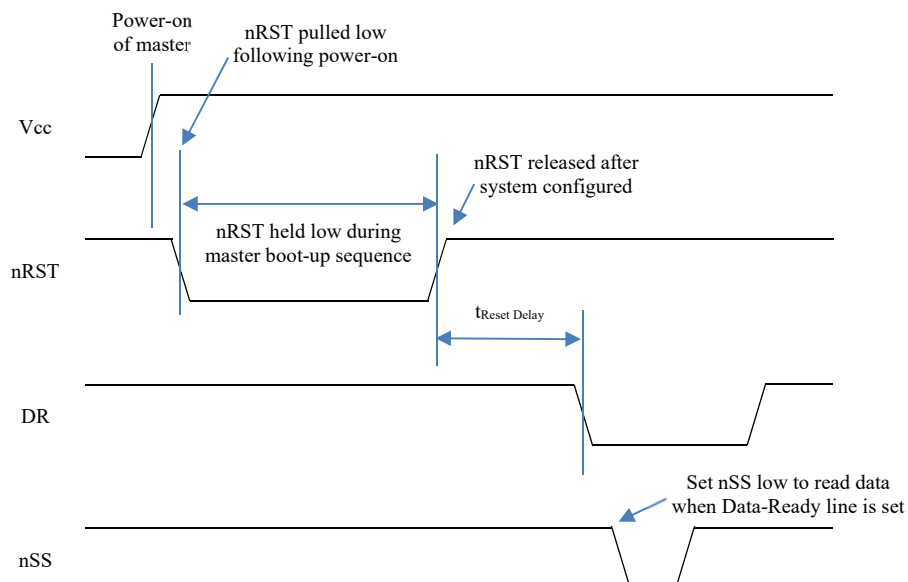 Power-on
of master
nRST pulled low
following power-on
Vcc
nRST released after
system configured
nRST held low during
master boot-up sequence
nRST
tReset Delay
DR
Set nSS low to read data
when Data-Ready line is set
nSS